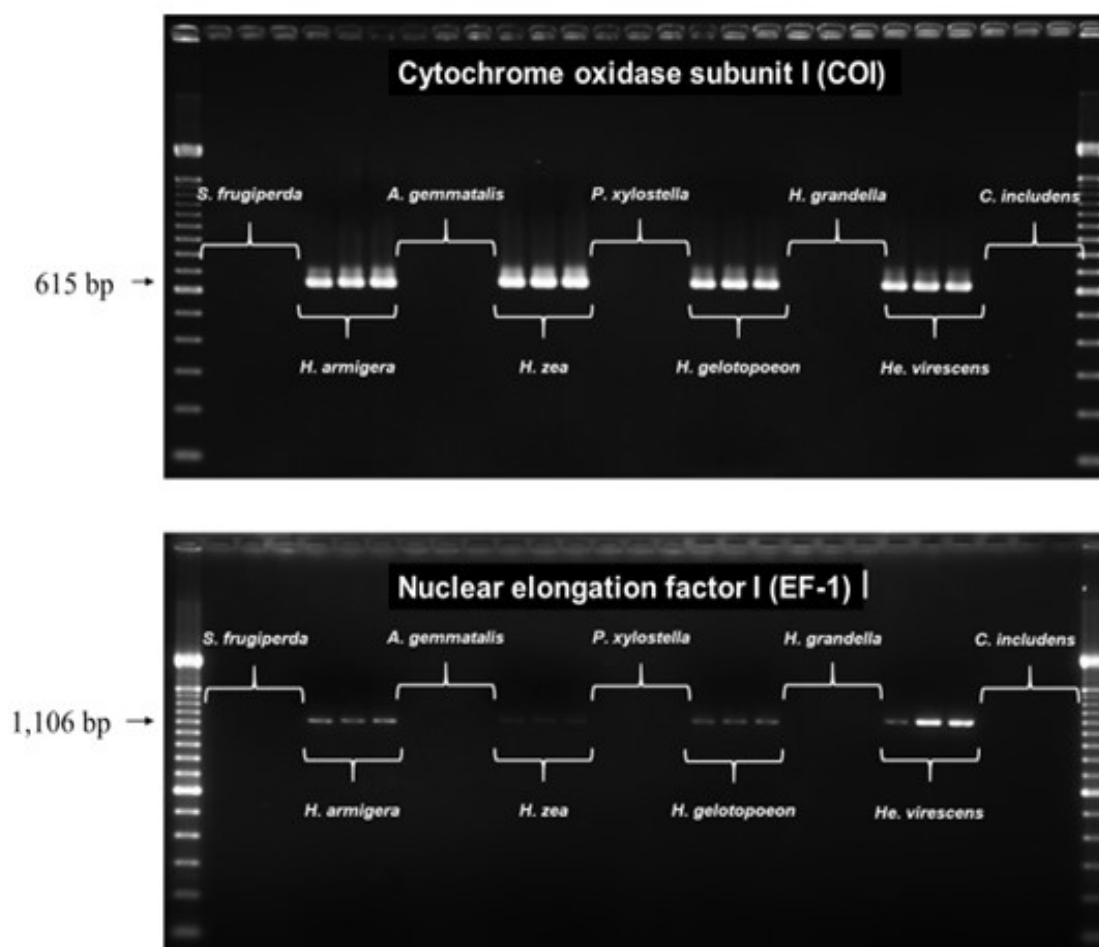 Cytochrome oxidase subunit I (COI)
S. frugiperda A. gemmatalis P. xylostella H. grandella C. includens
615 bp
H. armigera H. zea H. gelotopoeon He. virescens
Nuclear elongation factor I (EF-1)
S. frugiperda A. gemmatalis P. xylostella H. grandella C. includens
1,106 bp
H. armigera H. zea H. gelotopoeon He. virescens